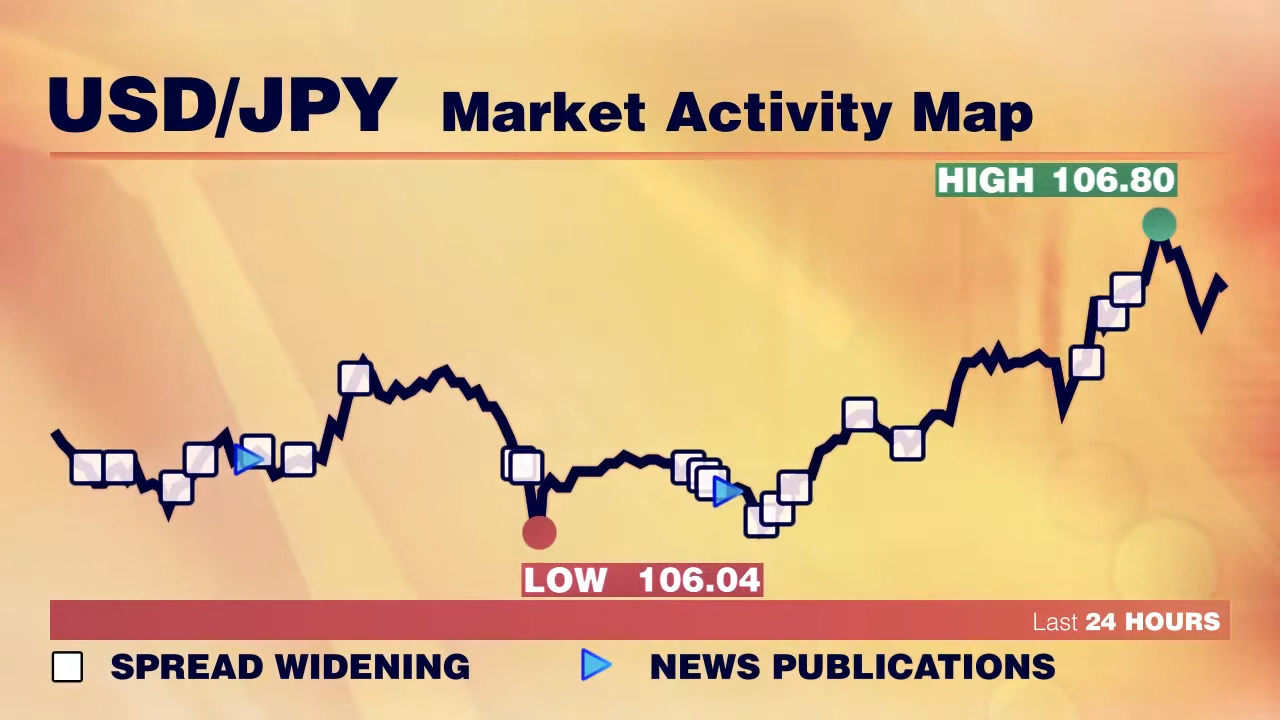 USD/JPY Market Activity Map
HIGH 106.80
LOW 106.04
Last 24 HOURS
SPREAD WIDENING NEWS PUBLICATIONS